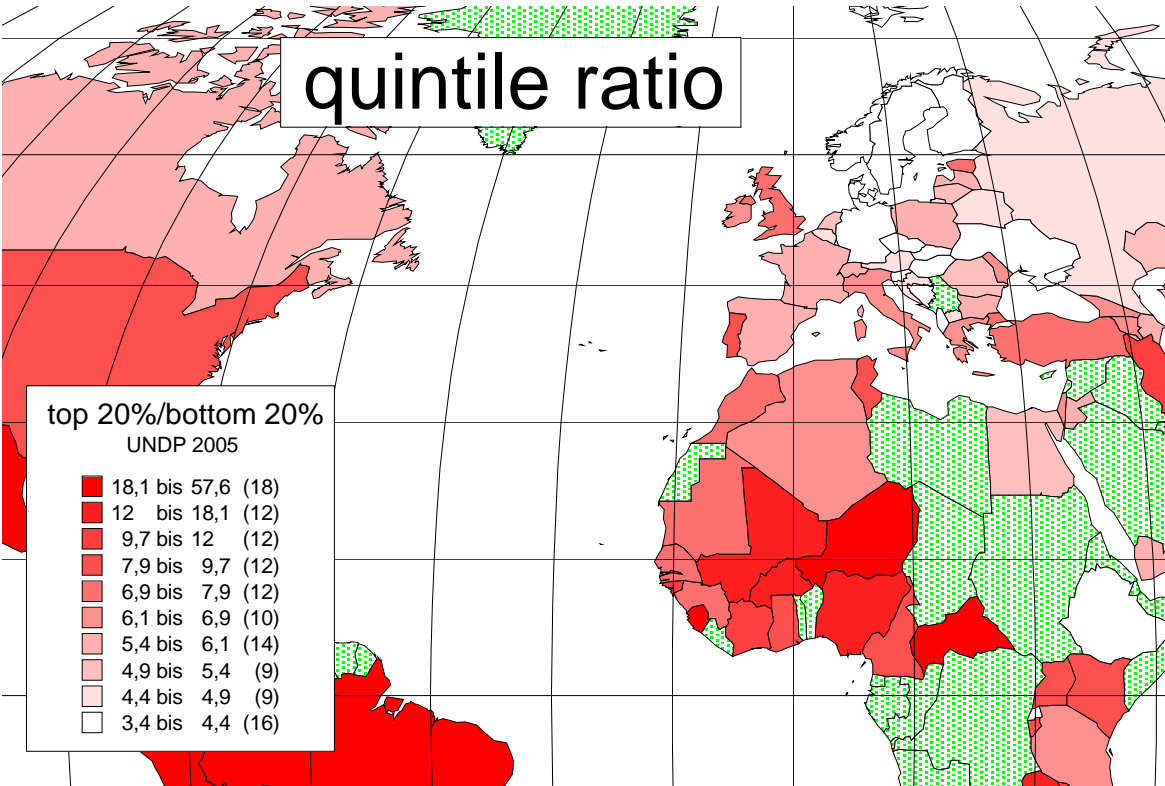 quintile ratio
top 20%/bottom 20%
UNDP 2005
18,1 bis 57,6 (18)
12 bis 18,1 (12)
9,7 bis 12 (12)
7,9 bis 9,7 (12)
6,9 bis 7,9 (12)
6,1 bis 6,9 (10)
5,4 bis 6,1 (14)
4,9 bis 5,4 (9)
4,4 bis 4,9 (9)
3,4 bis 4,4 (16)